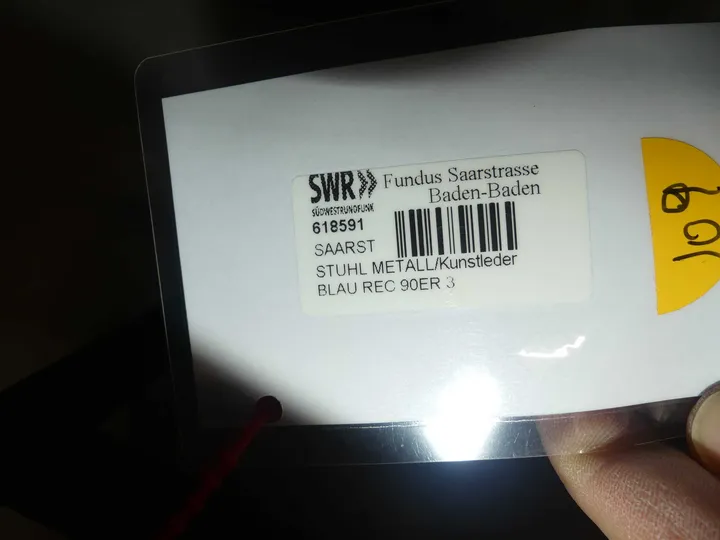 SWR» Fundus Saarstrasse
SÜDWESTRUNDFUNK Baden-Baden
618591
SAARST
STUHL METALL/Kunstleder
BLAU REC 90ER 3